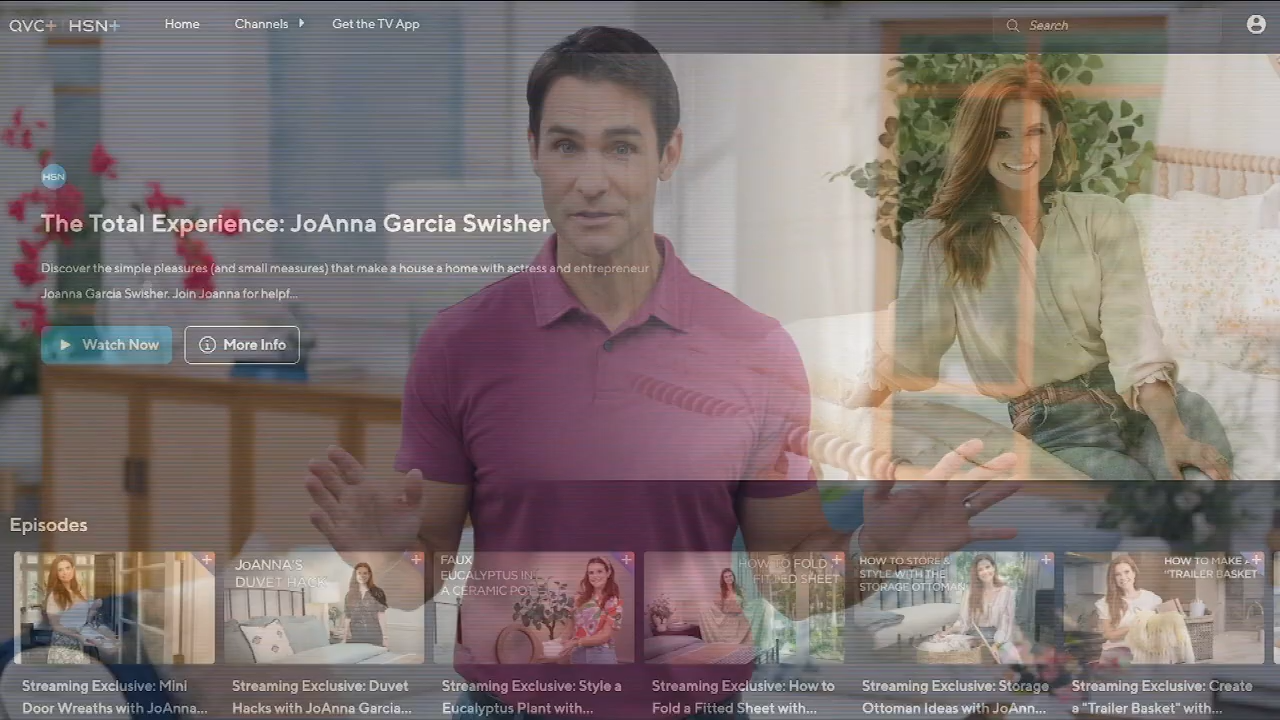 QVC+ HSN+
Home
Channels
Get the TV App
Search
HSN
The Total Experience: JoAnna Garcia Swisher
Discover the simple pleasures (and small measures) that make a house a home with actress and entrepreneur
Joanna Garcia Swisher. Join Joanna for helpf...
Watch Now
More Info
Episodes
JoANNA'S
DUVET HACK
FAUX
EUCALYPTUS IN
A CERAMIC POT
HOW TO FOLD A
FITTED SHEET
HOW TO STORE &
STYLE WITH THE
STORAGE OTTOMAN
HOW TO MAKE A
"TRAILER BASKET"
Streaming Exclusive: Mini
Door Wreaths with JoAnna...
Streaming Exclusive: Duvet
Hacks with JoAnna Garcia...
Streaming Exclusive: Style a
Eucalyptus Plant with...
Streaming Exclusive: How to
Fold a Fitted Sheet with...
Streaming Exclusive: Storage
Ottoman Ideas with JoAnn...
Streaming Exclusive: Create
a "Trailer Basket" with...